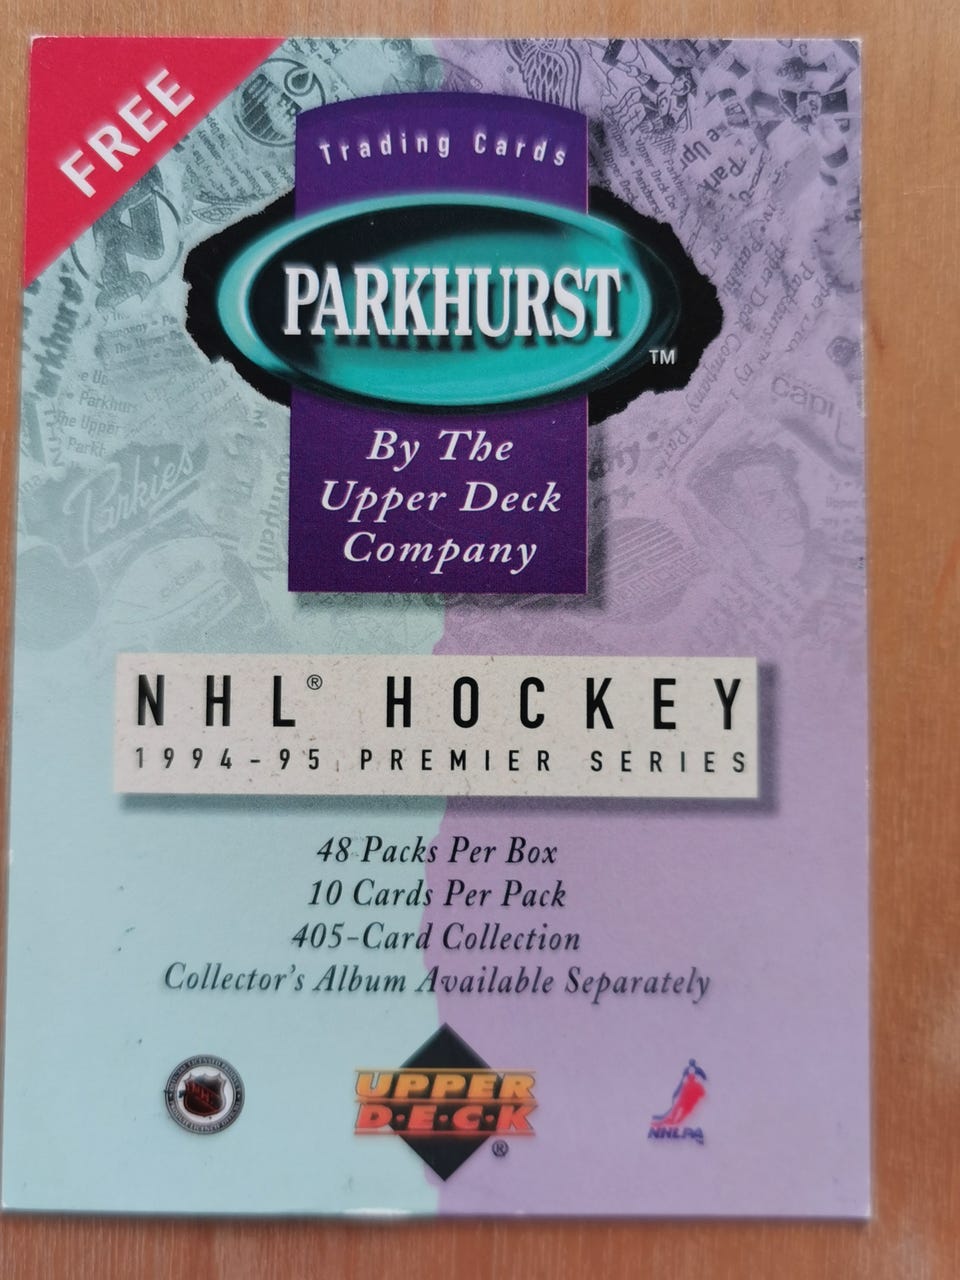 FREE
Trading Cards
PARKHURST
TM
By The
Upper Deck
Company
Parkies
NHL® HOCKEY
1994-95 PREMIER SERIES
48 Packs Per Box
10 Cards Per Pack
405-Card Collection
Collector's Album Available Separately
UPPER
D·E·C·K
®
NHLPA